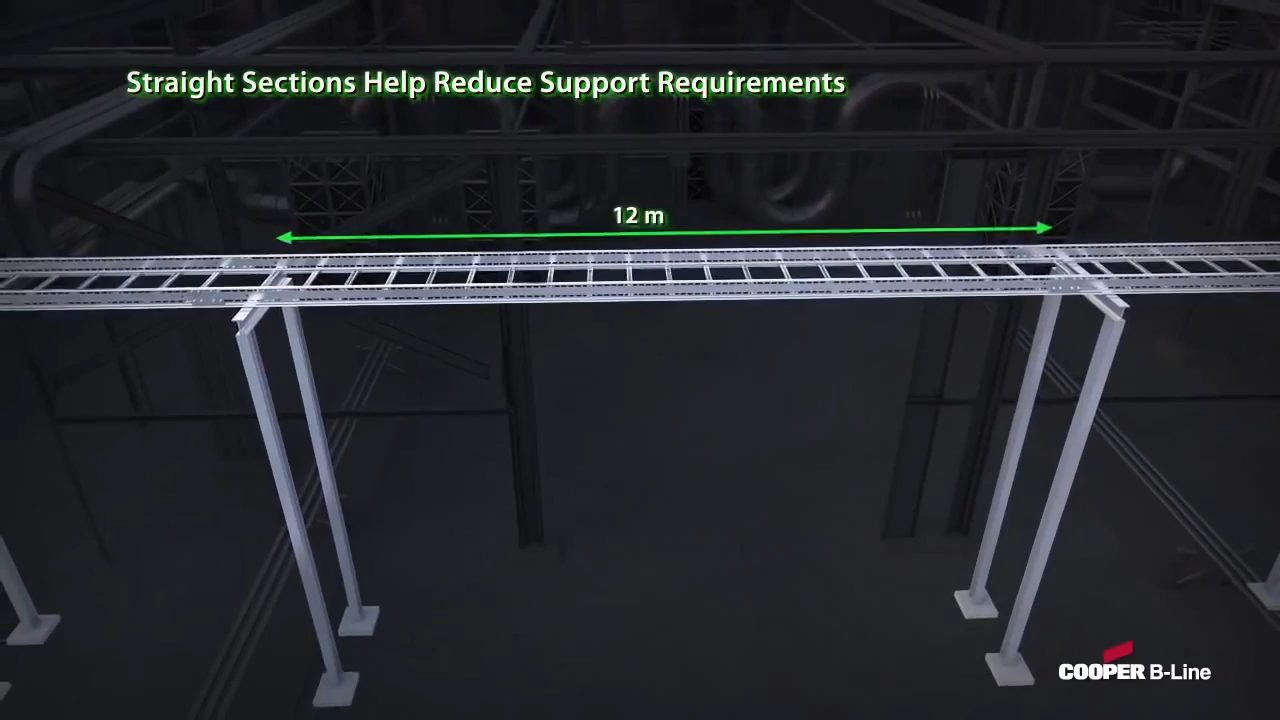 Straight Sections Help Reduce Support Requirements
12 m
COOPER B-Line